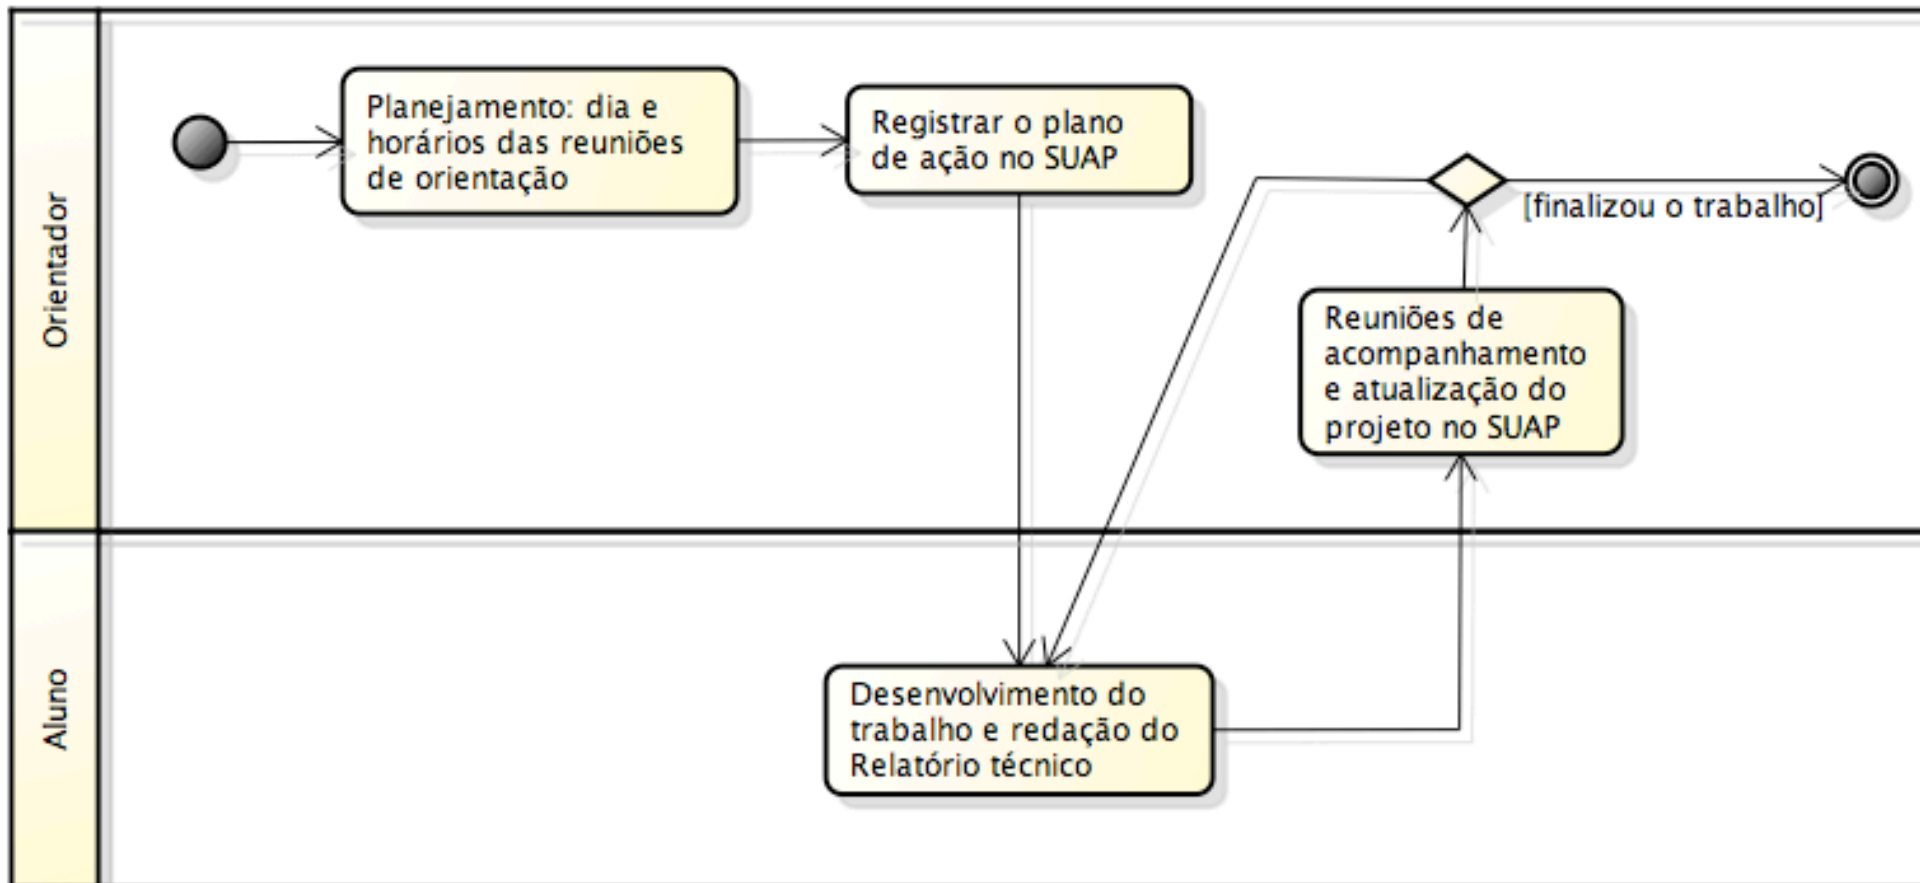 Orientador
Planejamento: dia e
horários das reuniões
de orientação
Registrar o plano
de ação no SUAP
[finalizou o trabalho]
Reuniões de
acompanhamento
e atualização do
projeto no SUAP
Aluno
Desenvolvimento do
trabalho e redação do
Relatório técnico